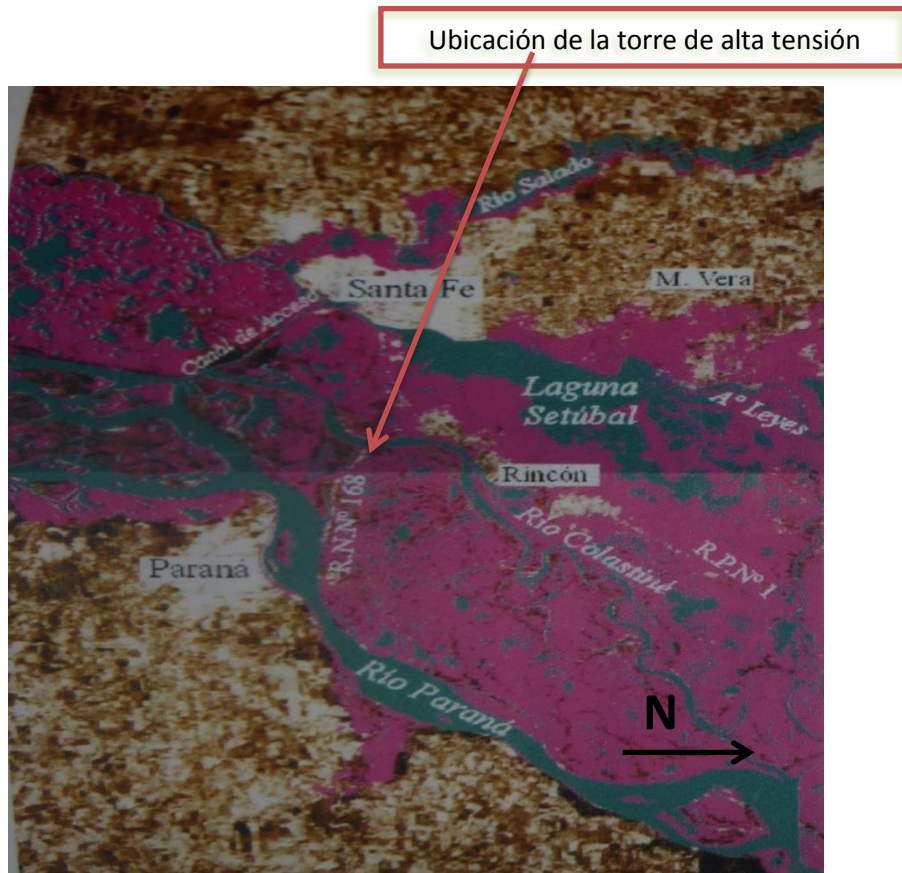 Ubicación de la torre de alta tensión
Río Salado
Santa Fe
M. Vera
Canal de Acceso
Laguna
Setúbal
Aº Leyes
Rincón
R.N.Nº 168
Río Colastiné
R.P.Nº 1
Paraná
Río Paraná
N